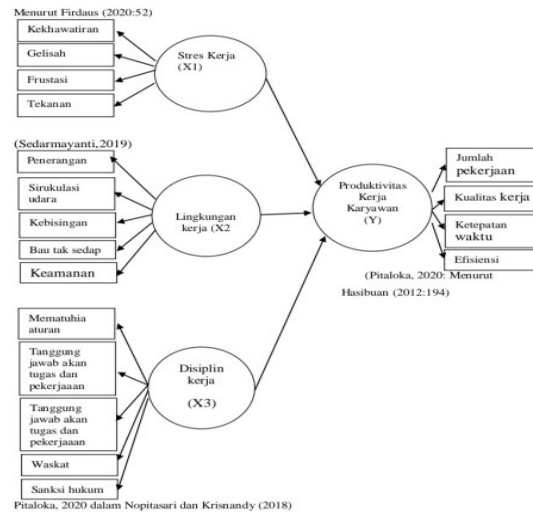 Menurut Firdaus (2020:52)
Kekhawatiran
Gelisah
Frustasi
Tekanan
Stres Kerja
(X1)
(Sedarmayanti,2019)
Penerangan
Sirukulasi
udara
Kebisingan
Bau tak sedap
Keamanan
Lingkungan
kerja (X2
Mematuhia
aturan
Tanggung
jawab akan
tugas dan
pekerjaaan
Tanggung
jawab akan
tugas dan
pekerjaaan
Waskat
Sanksi hukum
Disiplin
kerja
(X3)
Pitaloka, 2020 dalam Nopitasari dan Krisnandy (2018)
Produktivitas
Kerja
Karyawan
(Y)
Jumlah
pekerjaan
Kualitas kerja
Ketepatan
waktu
Efisiensi
(Pitaloka, 2020: Menurut
Hasibuan (2012:194)